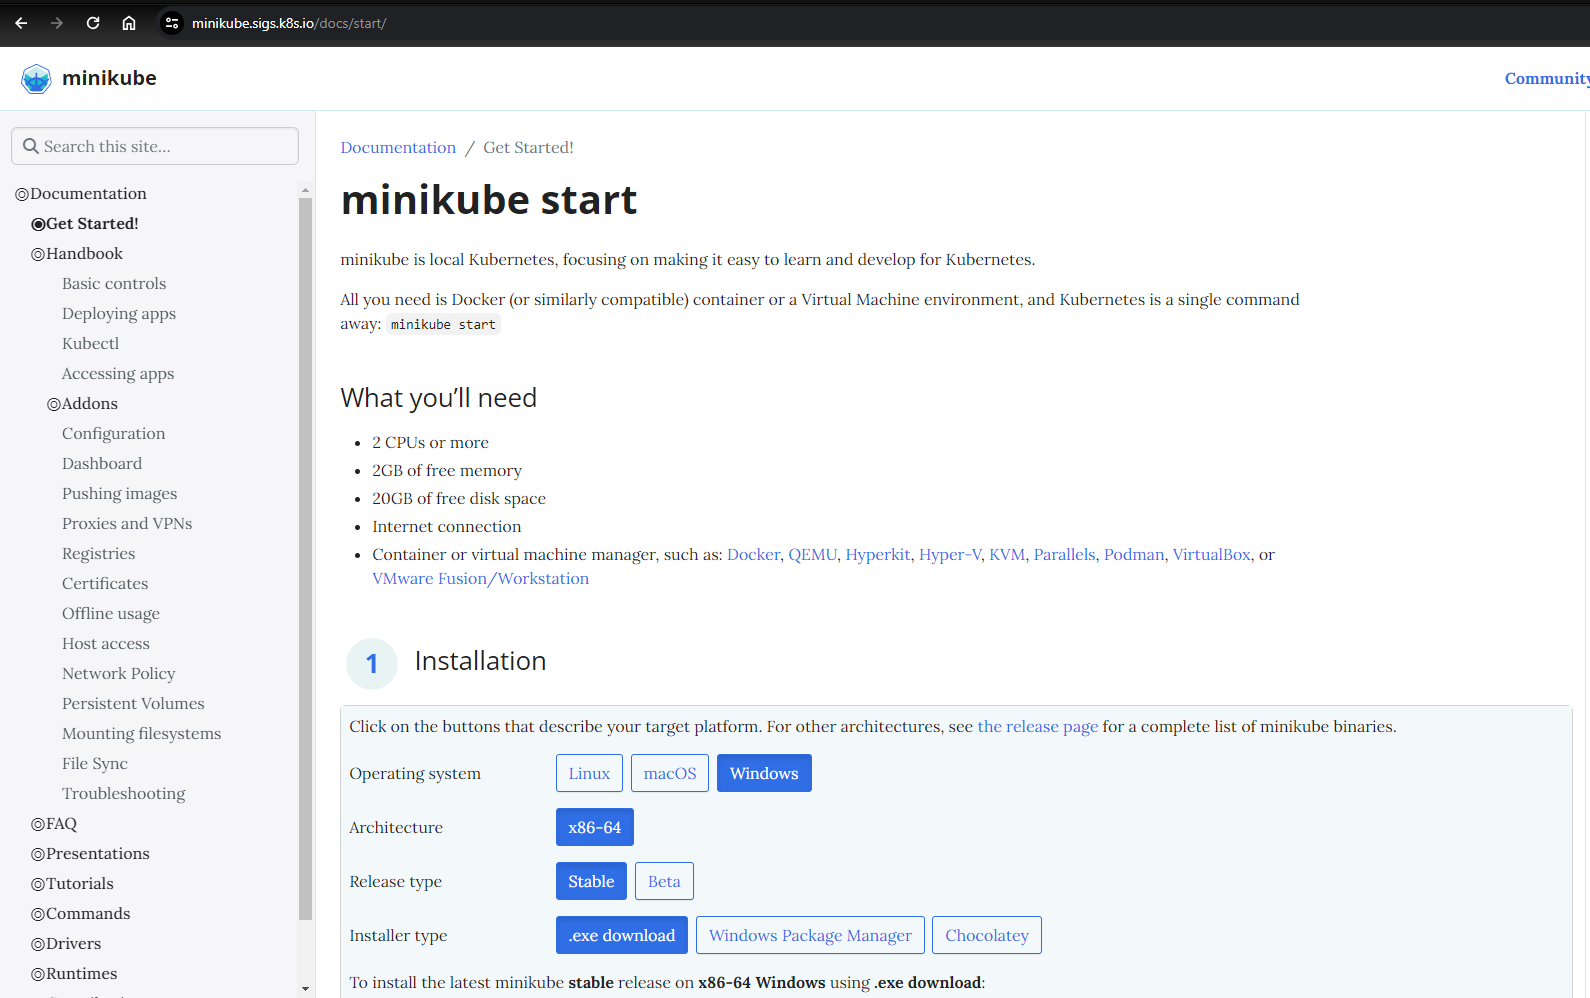 minikube.sigs.k8s.io/docs/start/
minikube
Community
Search this site...
Documentation
Get Started!
Handbook
Basic controls
Deploying apps
Kubectl
Accessing apps
Addons
Configuration
Dashboard
Pushing images
Proxies and VPNs
Registries
Certificates
Offline usage
Host access
Network Policy
Persistent Volumes
Mounting filesystems
File Sync
Troubleshooting
FAQ
Presentations
Tutorials
Commands
Drivers
Runtimes
Documentation / Get Started!
minikube start
minikube is local Kubernetes, focusing on making it easy to learn and develop for Kubernetes.
All you need is Docker (or similarly compatible) container or a Virtual Machine environment, and Kubernetes is a single command
away: minikube start
What you’ll need
2 CPUs or more
2GB of free memory
20GB of free disk space
Internet connection
Container or virtual machine manager, such as: Docker, QEMU, Hyperkit, Hyper-V, KVM, Parallels, Podman, VirtualBox, or
VMware Fusion/Workstation
1 Installation
Click on the buttons that describe your target platform. For other architectures, see the release page for a complete list of minikube binaries.
Operating system Linux macOS Windows
Architecture x86-64
Release type Stable Beta
Installer type .exe download Windows Package Manager Chocolatey
To install the latest minikube stable release on x86-64 Windows using .exe download: